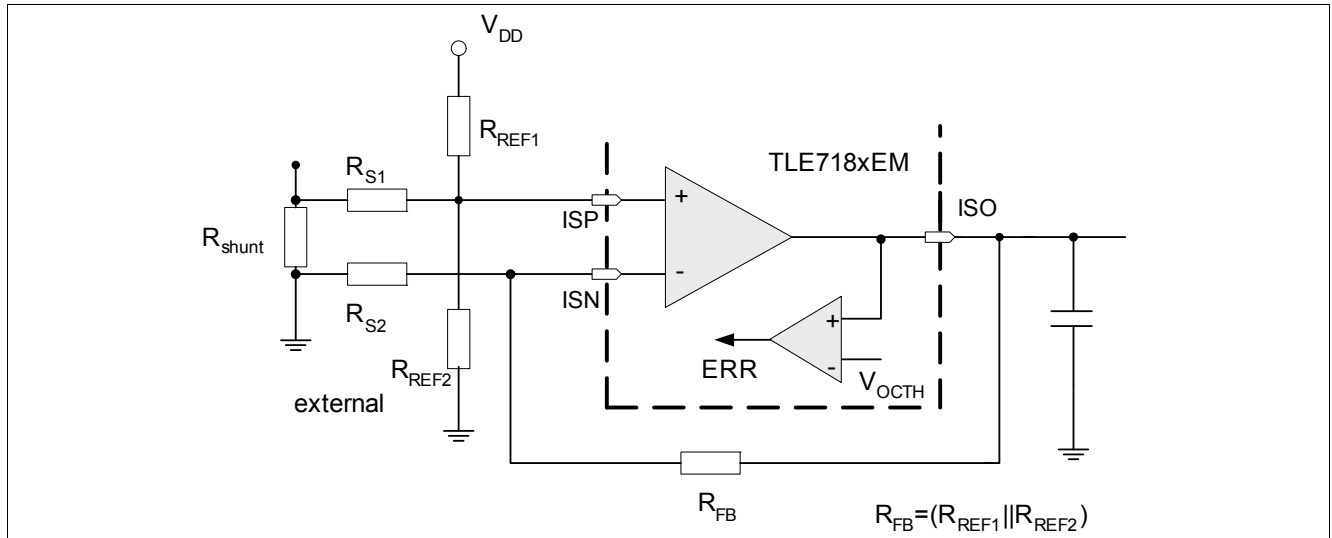 VDD
RREF1
TLE718xEM
RS1
ISP
+
ISO
Rshunt
-
ISN
RS2
+
RREF2
ERR
-
VOCTH
external
RFB
RFB=(RREF1||RREF2)